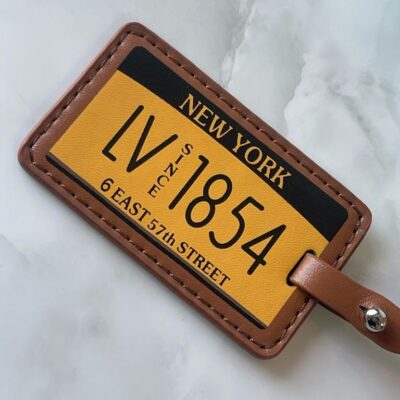 NEW YORK
LV SINCE 1854
6 EAST 57th STREET